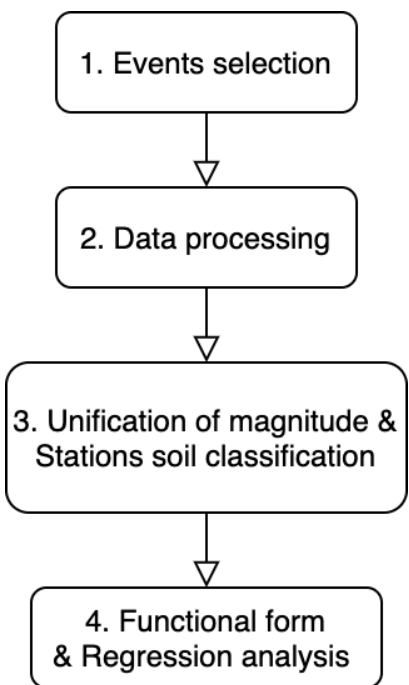 1. Events selection
2. Data processing
3. Unification of magnitude &
Stations soil classification
4. Functional form
& Regression analysis